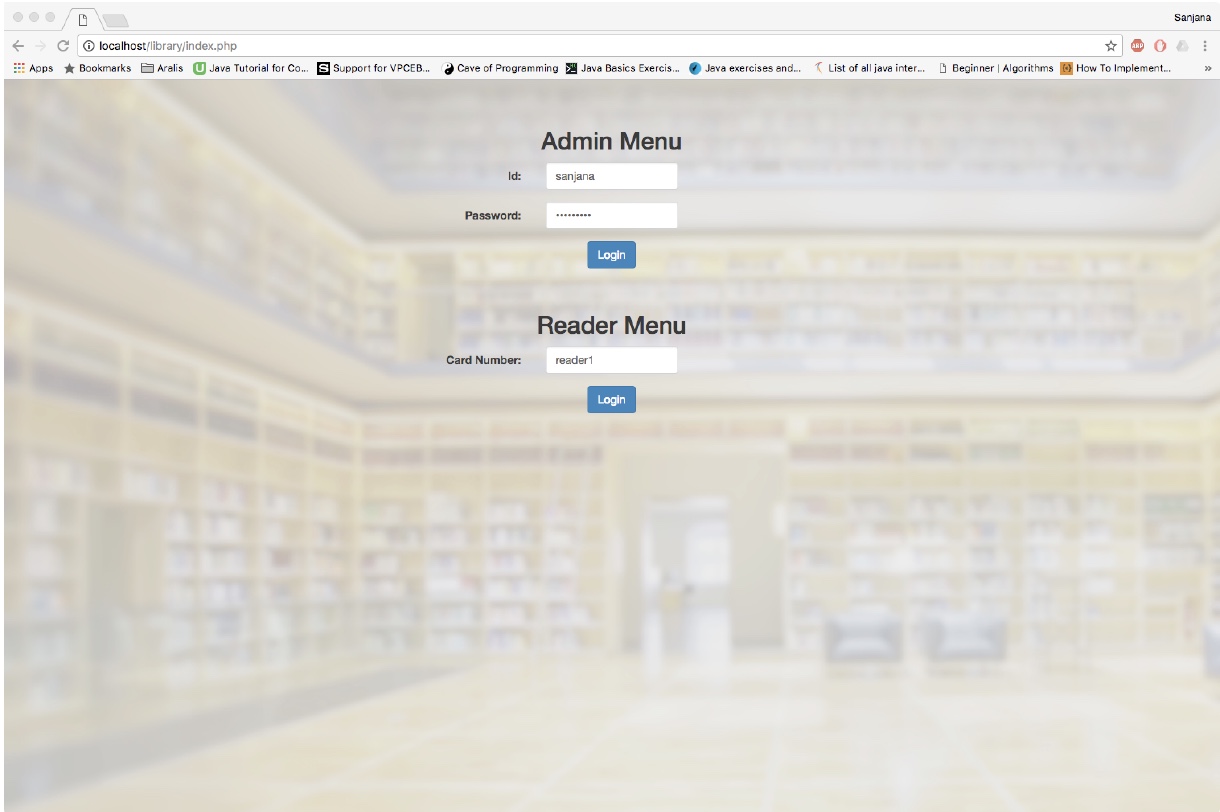 Sanjana
localhost/library/index.php
Apps Bookmarks Aralis Java Tutorial for Co... Support for VPCEB... Cave of Programming Java Basics Exercis... Java exercises and... List of all java inter... Beginner | Algorithms How To Implement... »
Admin Menu
Id: sanjana
Password: •••••••••
Login
Reader Menu
Card Number: reader1
Login